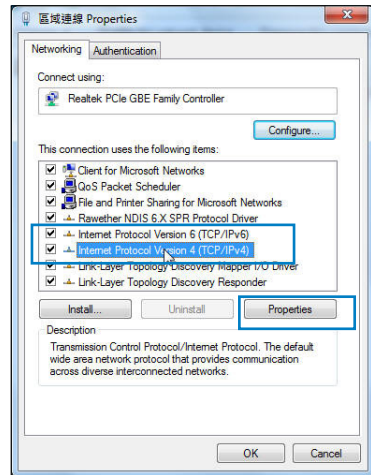 區域連線 Properties
Networking Authentication
Connect using:
Realtek PCIe GBE Family Controller
Configure...
This connection uses the following items:
Client for Microsoft Networks
QoS Packet Scheduler
File and Printer Sharing for Microsoft Networks
Rawether NDIS 6.X SPR Protocol Driver
Internet Protocol Version 6 (TCP/IPv6)
Internet Protocol Version 4 (TCP/IPv4)
Link-Layer Topology Discovery Mapper I/O Driver
Link-Layer Topology Discovery Responder
Install... Uninstall Properties
Description
Transmission Control Protocol/Internet Protocol. The default
wide area network protocol that provides communication
across diverse interconnected networks.
OK Cancel